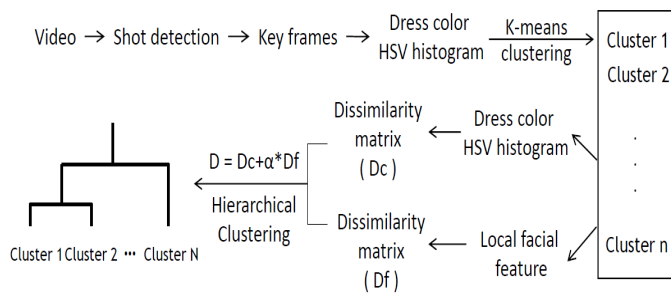 Video → Shot detection → Key frames → Dress color HSV histogram
K-means clustering
Cluster 1
Cluster 2
.
.
.
Cluster n
Dress color
HSV histogram
Dissimilarity
matrix
( Dc )
Local facial
feature
Dissimilarity
matrix
( Df )
D = Dc+α*Df
Hierarchical
Clustering
Cluster 1 Cluster 2 ··· Cluster N